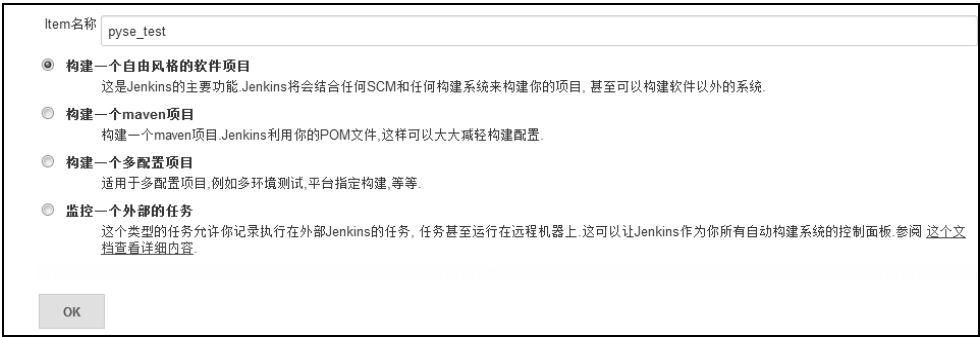 Item名称 pyse_test
构建一个自由风格的软件项目
这是Jenkins的主要功能.Jenkins将会结合任何SCM和任何构建系统来构建你的项目, 甚至可以构建软件以外的系统.
构建一个maven项目
构建一个maven项目.Jenkins利用你的POM文件,这样可以大大减轻构建配置.
构建一个多配置项目
适用于多配置项目,例如多环境测试,平台指定构建,等等.
监控一个外部的任务
这个类型的任务允许你记录执行在外部Jenkins的任务, 任务甚至运行在远程机器上.这可以让Jenkins作为你所有自动构建系统的控制面板.参阅 这个文
档查看详细内容.
OK